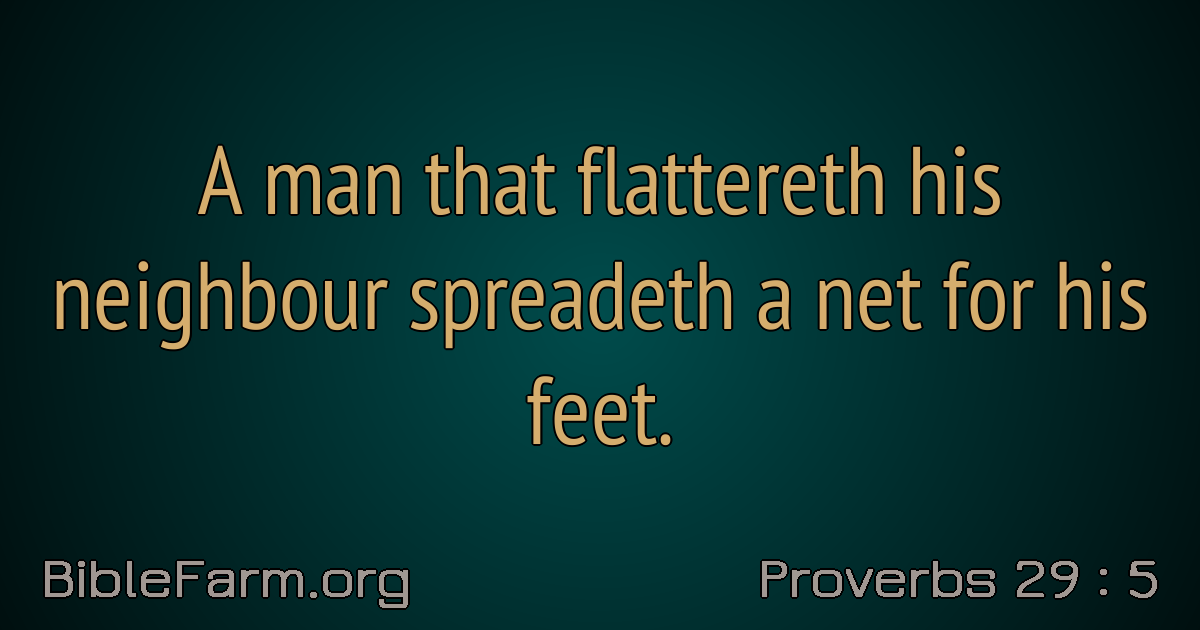 A man that flattereth his
neighbour spreadeth a net for his
feet.
BibleFarm.org
Proverbs 29 : 5